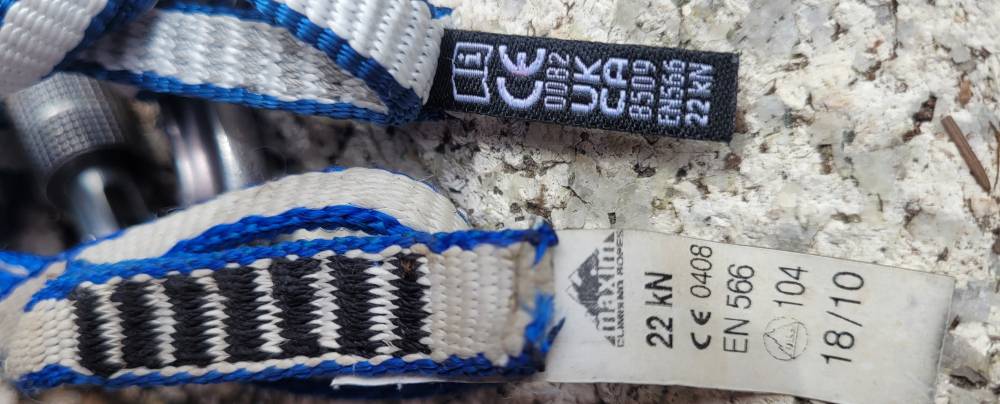 CE
0082
UK
CA
0500
EN566
22 kN
maxim
CLIMBING ROPES
22 kN
CE 0408
EN 566
104
18/10